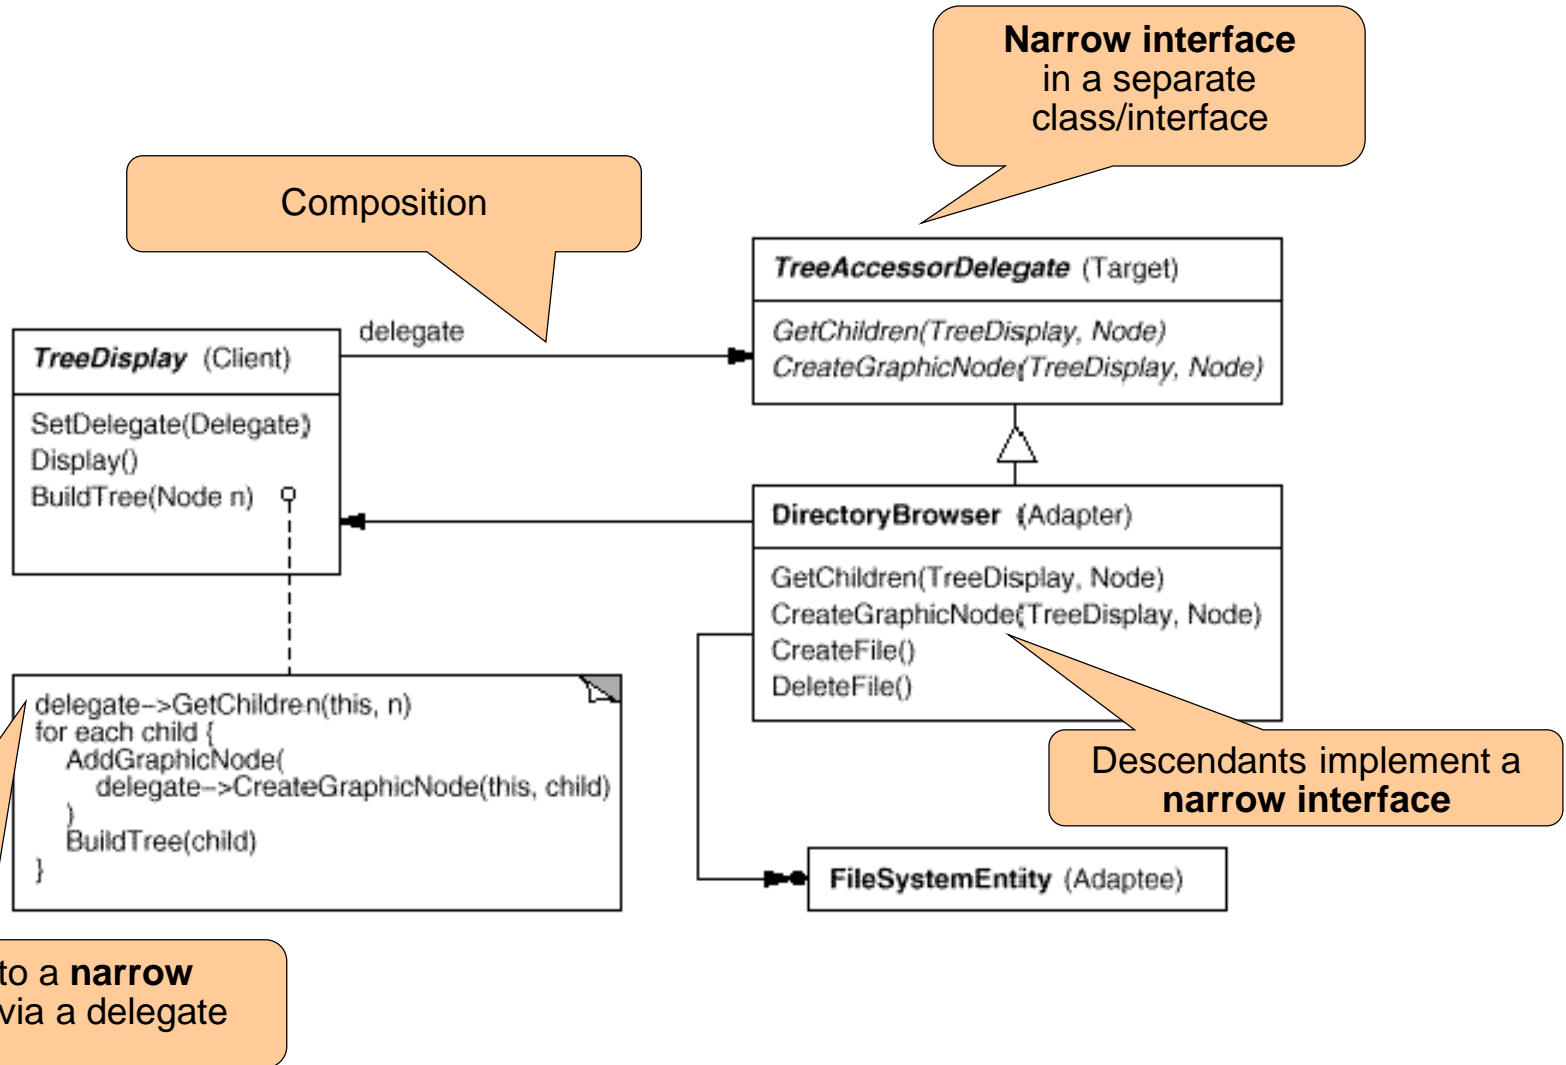 Narrow interface
in a separate
class/interface
Composition
TreeAccessorDelegate (Target)
GetChildren(TreeDisplay, Node)
CreateGraphicNode(TreeDisplay, Node)
delegate
TreeDisplay (Client)
SetDelegate(Delegate)
Display()
BuildTree(Node n)
DirectoryBrowser (Adapter)
GetChildren(TreeDisplay, Node)
CreateGraphicNode(TreeDisplay, Node)
CreateFile()
DeleteFile()
delegate->GetChildren(this, n)
for each child {
AddGraphicNode(
delegate->CreateGraphicNode(this, child)
)
BuildTree(child)
}
Descendants implement a
narrow interface
FileSystemEntity (Adaptee)
to a narrow
via a delegate